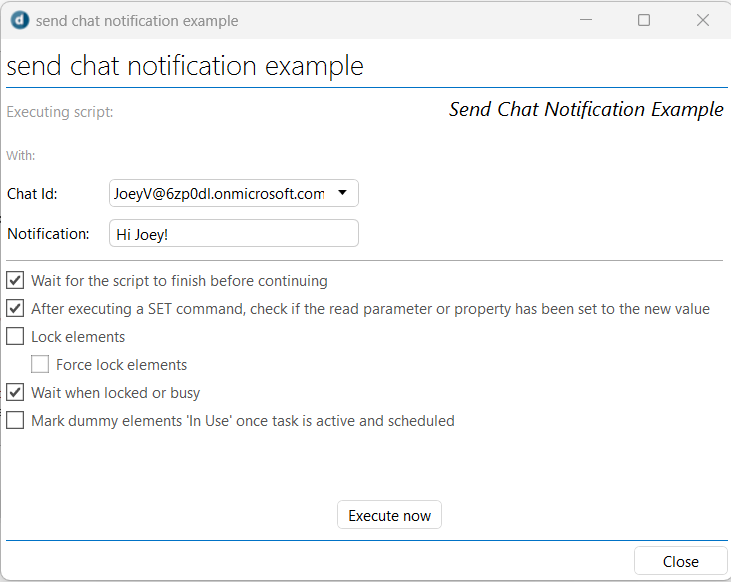 d send chat notification example
send chat notification example
Executing script: Send Chat Notification Example
With:
Chat Id: JoeyV@6zp0dl.onmicrosoft.com
Notification: Hi Joey!
Wait for the script to finish before continuing
After executing a SET command, check if the read parameter or property has been set to the new value
Lock elements
Force lock elements
Wait when locked or busy
Mark dummy elements 'In Use' once task is active and scheduled
Execute now
Close